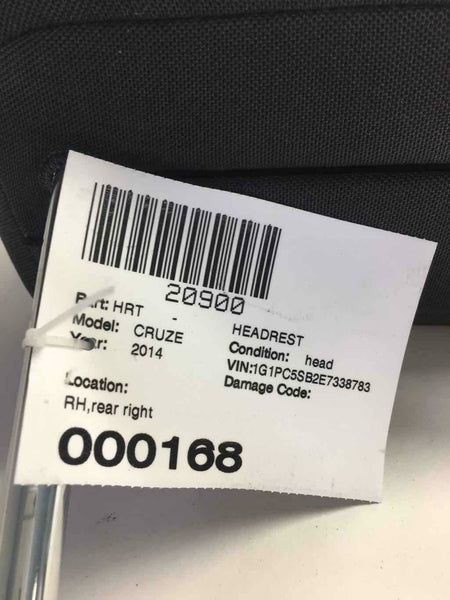 20900
Part: HRT -
Model: CRUZE HEADREST
Year: 2014 Condition: head
VIN:1G1PC5SB2E7338783
Location: Damage Code:
RH,rear right
000168